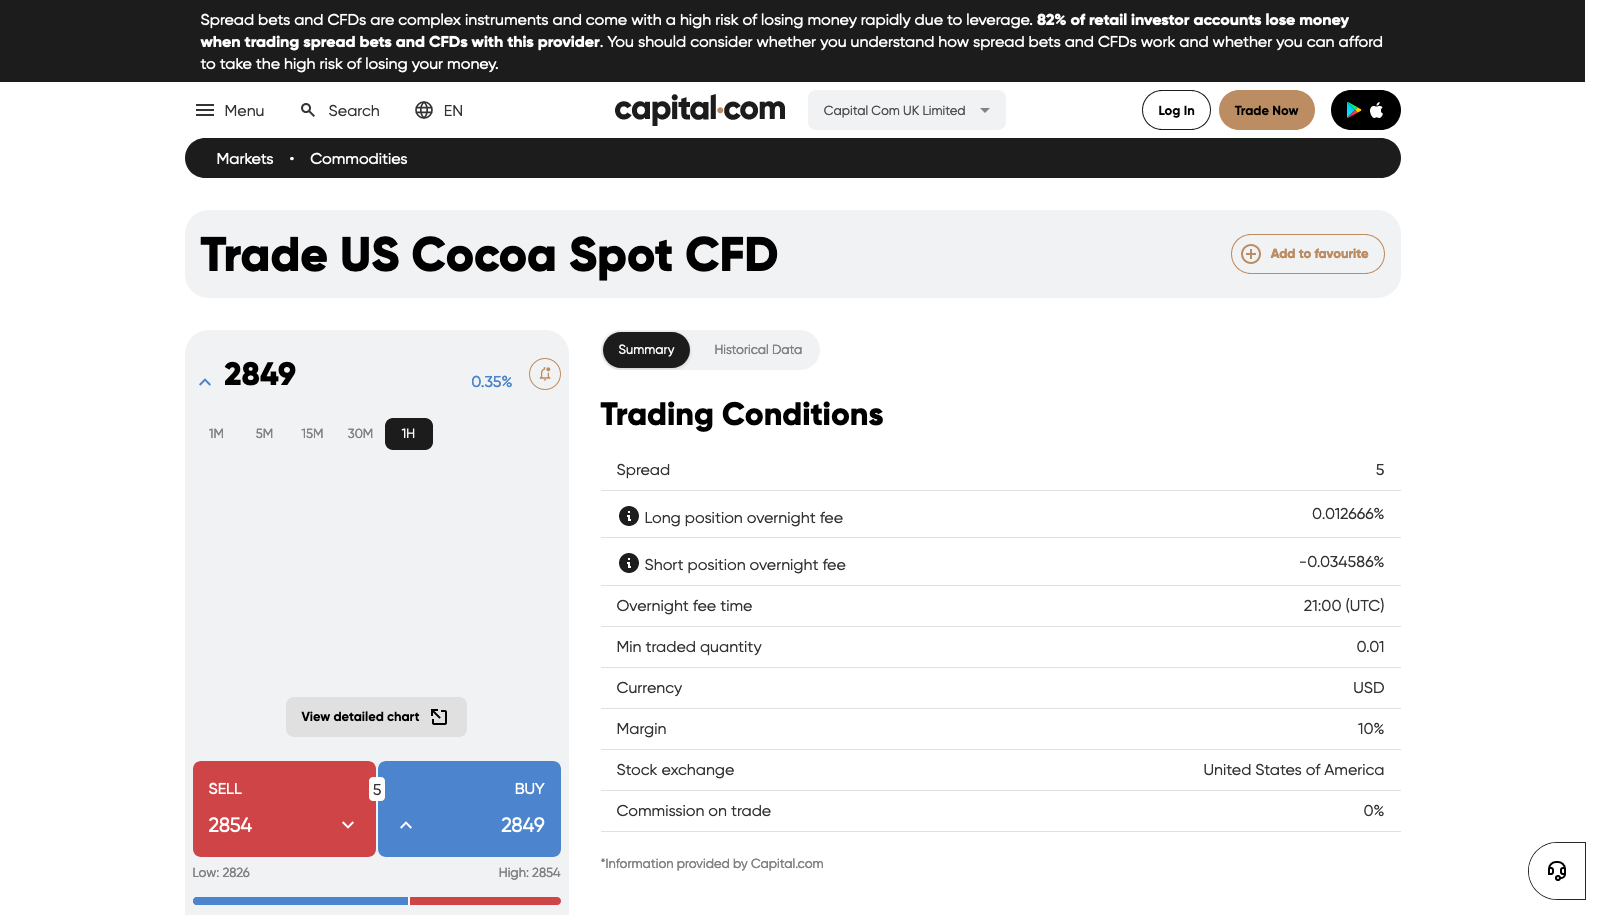 Spread bets and CFDs are complex instruments and come with a high risk of losing money rapidly due to leverage. 82% of retail investor accounts lose money
when trading spread bets and CFDs with this provider. You should consider whether you understand how spread bets and CFDs work and whether you can afford
to take the high risk of losing your money.
Menu Search EN capital.com Capital Com UK Limited Log In Trade Now
Markets • Commodities
Trade US Cocoa Spot CFD Add to favourite
2849 0.35%
1M 5M 15M 30M 1H
View detailed chart
SELL 5 BUY
2854 2849
Low: 2826 High: 2854
Summary Historical Data
Trading Conditions
Spread 5
Long position overnight fee 0.012666%
Short position overnight fee -0.034586%
Overnight fee time 21:00 (UTC)
Min traded quantity 0.01
Currency USD
Margin 10%
Stock exchange United States of America
Commission on trade 0%
*Information provided by Capital.com